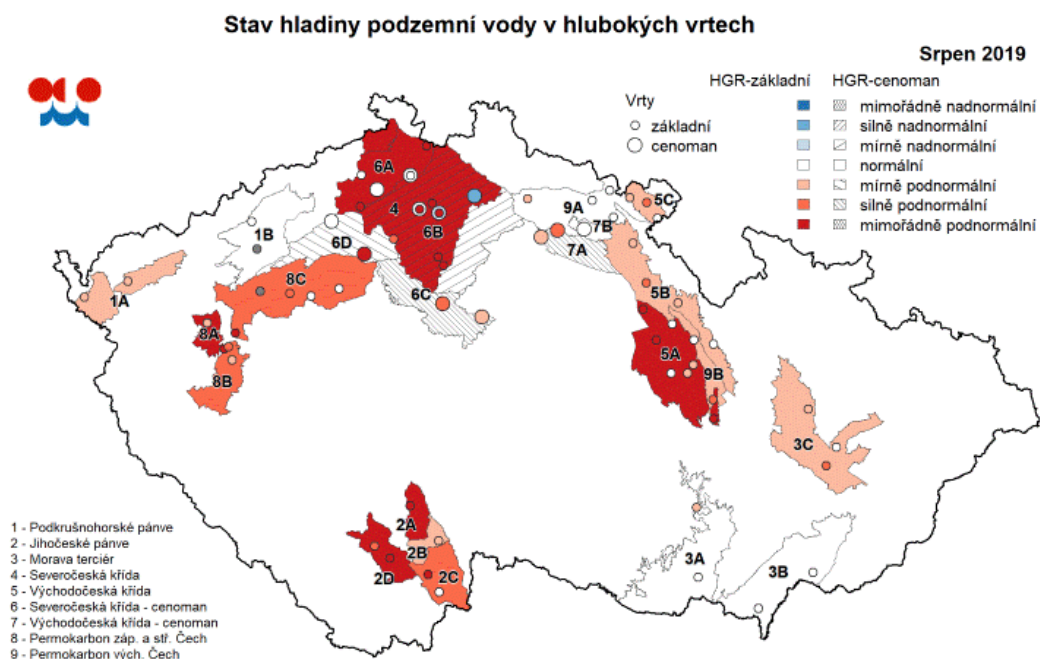 Stav hladiny podzemní vody v hlubokých vrtech
Srpen 2019
HGR-základní HGR-cenoman
Vrty
základní
cenoman
mimořádně nadnormální
silně nadnormální
mírně nadnormální
normální
mírně podnormální
silně podnormální
mimořádně podnormální
6A
5C
4
9A
1B
6B
7B
6D
7A
8C
1A
6C
5B
8A
5A
8B
9B
3C
2A
2B
3A
2D
2C
3B
1 - Podkrušnohorské pánve
2 - Jihočeské pánve
3 - Morava terciér
4 - Severočeská křída
5 - Východočeská křída
6 - Severočeská křída - cenoman
7 - Východočeská křída - cenoman
8 - Permokarbon záp. a stř. Čech
9 - Permokarbon vých. Čech